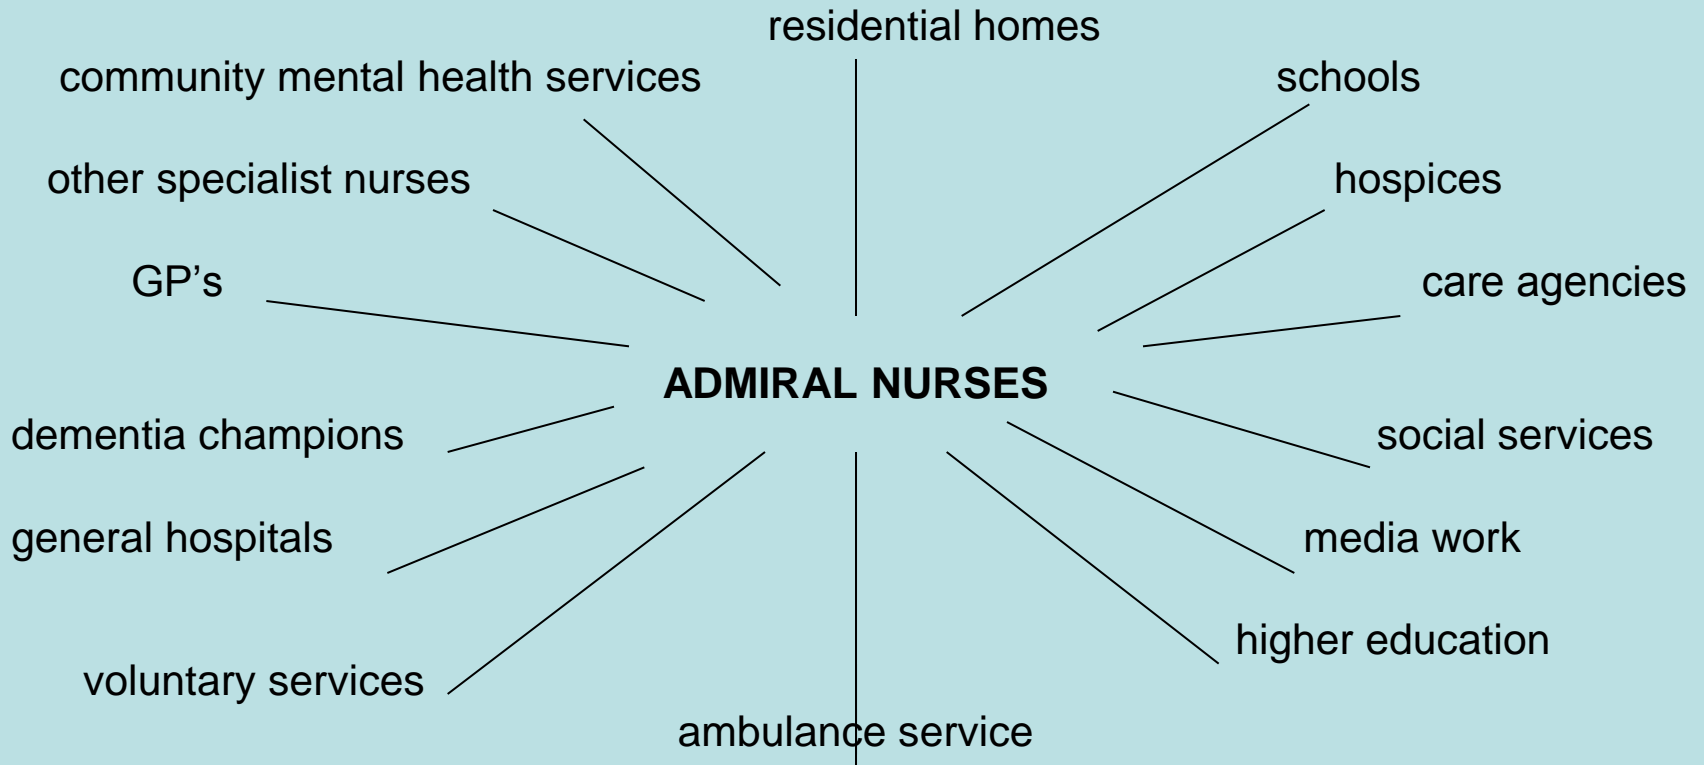 residential homes
community mental health services
schools
other specialist nurses
hospices
GP’s
care agencies
ADMIRAL NURSES
dementia champions
social services
general hospitals
media work
higher education
voluntary services
ambulance service